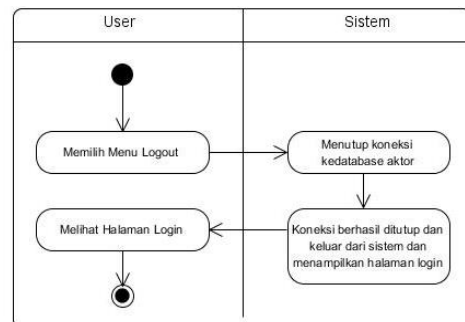 User
Sistem
Memilih Menu Logout
Menutup koneksi
kedatabase aktor
Koneksi berhasil ditutup dan
keluar dari sistem dan
menampilkan halaman login
Melihat Halaman Login